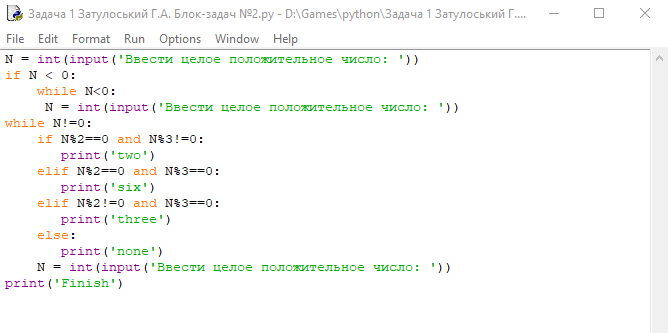 Задача 1 Затулоський Г.А. Блок-задач №2.py - D:\Games\python\Задача 1 Затулоський Г....
File Edit Format Run Options Window Help
N = int(input('Ввести целое положительное число: '))
if N < 0:
    while N<0:
     N = int(input('Ввести целое положительное число: '))
while N!=0:
    if N%2==0 and N%3!=0:
       print('two')
    elif N%2==0 and N%3==0:
       print('six')
    elif N%2!=0 and N%3==0:
       print('three')
    else:
       print('none')
    N = int(input('Ввести целое положительное число: '))
print('Finish')